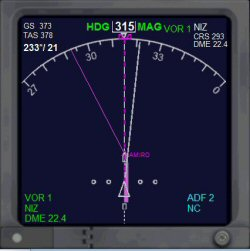 GS 373
TAS 378
233°/ 21
HDG 315 MAG
VOR 1 NIZ
CRS 293
DME 22.4
27
30
33
0
AMIRO
VOR 1
NIZ
DME 22.4
ADF 2
NC